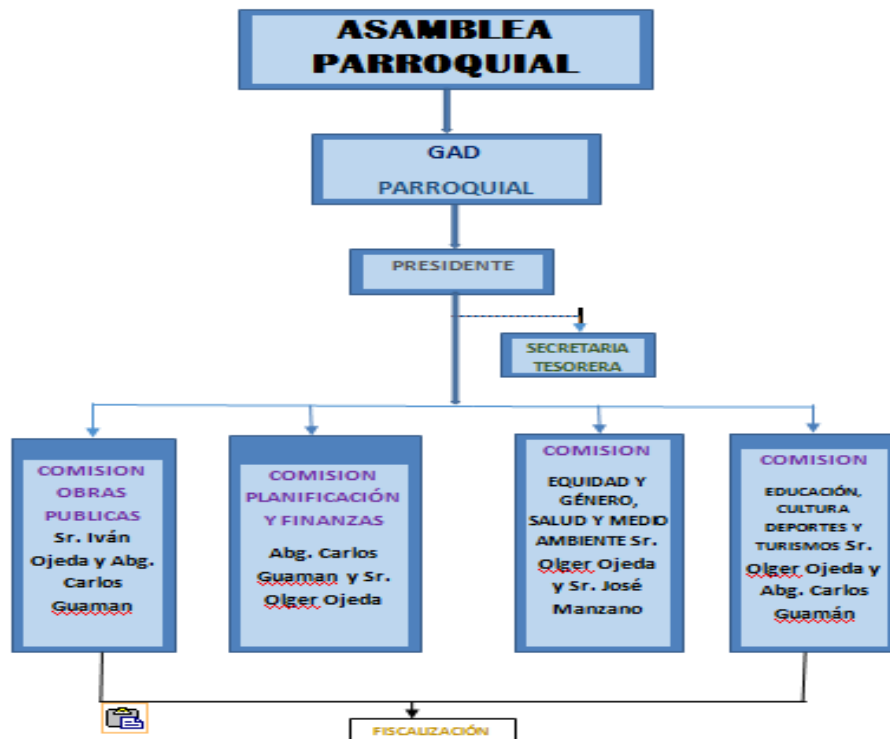 ASAMBLEA
PARROQUIAL
GAD
PARROQUIAL
PRESIDENTE
SECRETARIA
TESORERA
COMISION
OBRAS
PUBLICAS
Sr. Iván
Ojeda y Abg.
Carlos
Guaman
COMISION
PLANIFICACIÓN
Y FINANZAS
Abg. Carlos
Guaman y Sr.
Olger Ojeda
COMISION
EQUIDAD Y
GÉNERO,
SALUD Y MEDIO
AMBIENTE Sr.
Olger Ojeda
y Sr. José
Manzano
COMISION
EDUCACIÓN,
CULTURA
DEPORTES Y
TURISMOS Sr.
Olger Ojeda y
Abg. Carlos
Guamán
FISCALIZACIÓN